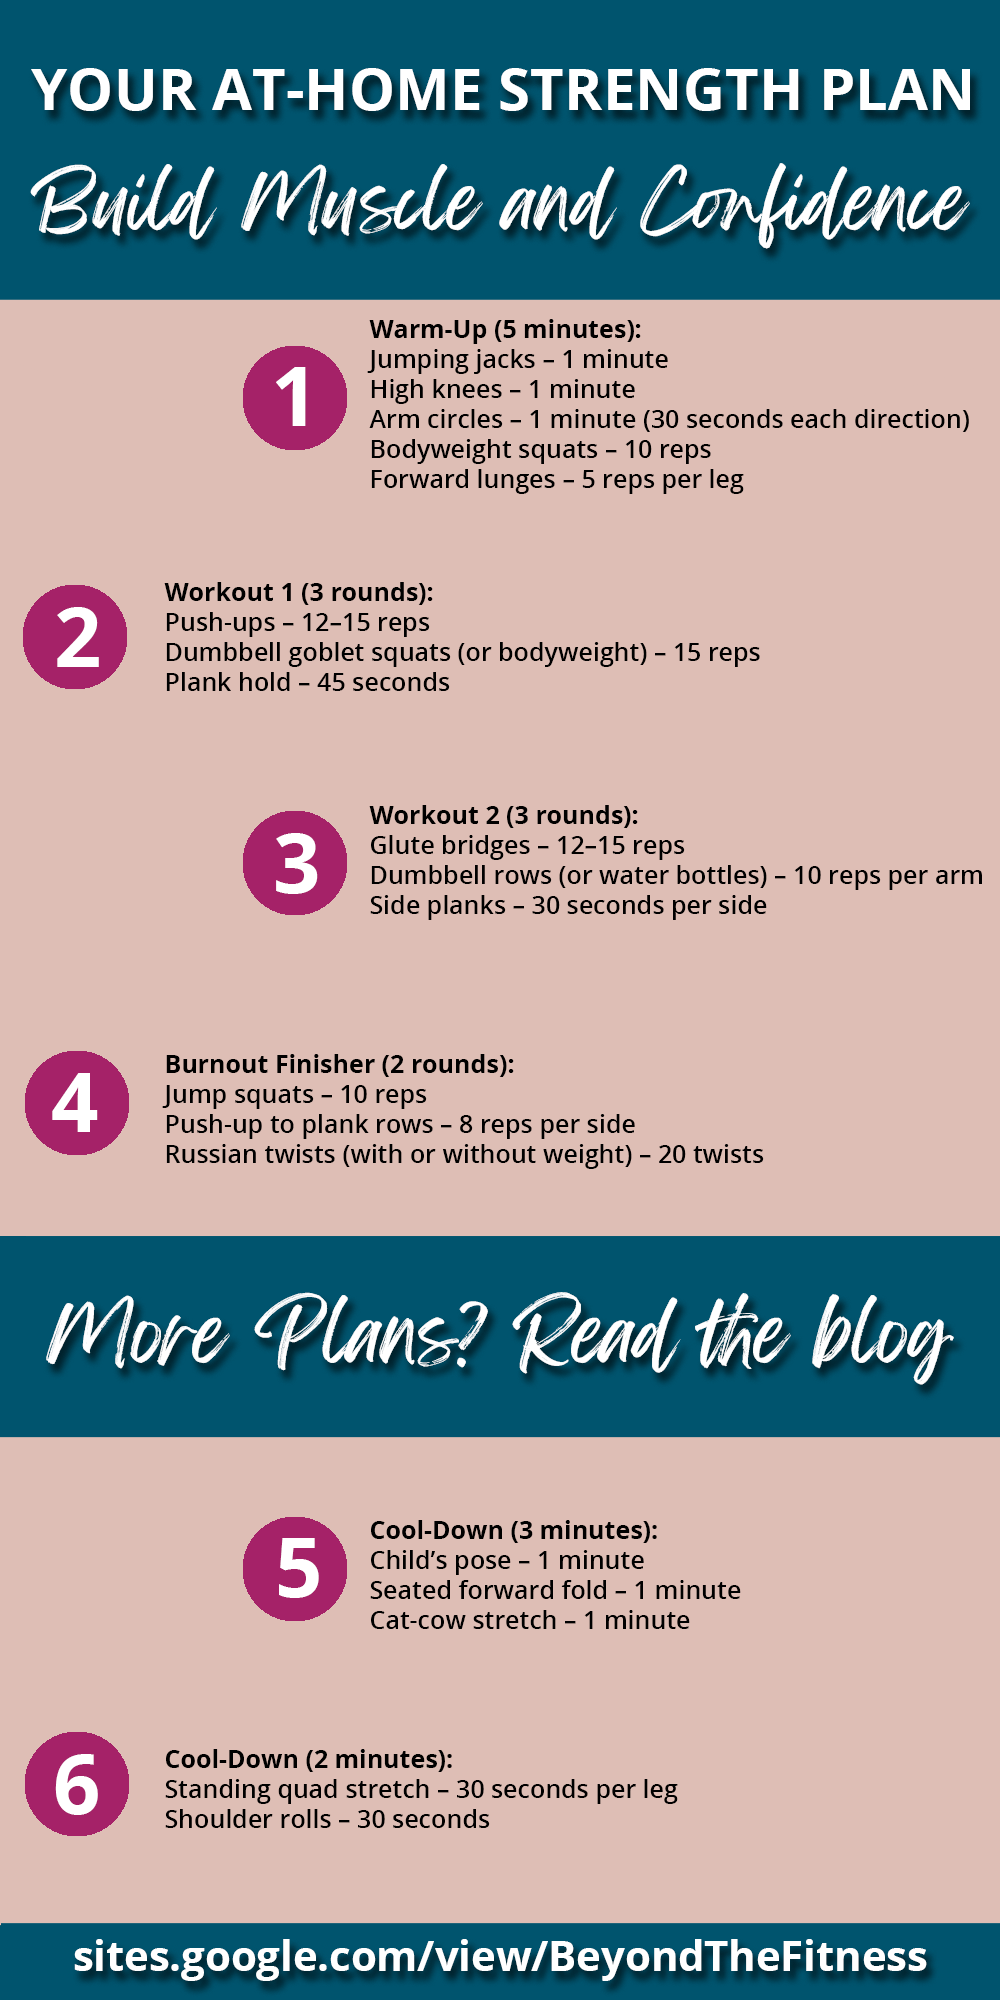 YOUR AT-HOME STRENGTH PLAN
Build Muscle and Confidence
1
Warm-Up (5 minutes):
Jumping jacks – 1 minute
High knees – 1 minute
Arm circles – 1 minute (30 seconds each direction)
Bodyweight squats – 10 reps
Forward lunges – 5 reps per leg
2
Workout 1 (3 rounds):
Push-ups – 12–15 reps
Dumbbell goblet squats (or bodyweight) – 15 reps
Plank hold – 45 seconds
3
Workout 2 (3 rounds):
Glute bridges – 12–15 reps
Dumbbell rows (or water bottles) – 10 reps per arm
Side planks – 30 seconds per side
4
Burnout Finisher (2 rounds):
Jump squats – 10 reps
Push-up to plank rows – 8 reps per side
Russian twists (with or without weight) – 20 twists
More Plans? Read the blog
5
Cool-Down (3 minutes):
Child’s pose – 1 minute
Seated forward fold – 1 minute
Cat-cow stretch – 1 minute
6
Cool-Down (2 minutes):
Standing quad stretch – 30 seconds per leg
Shoulder rolls – 30 seconds
sites.google.com/view/BeyondTheFitness